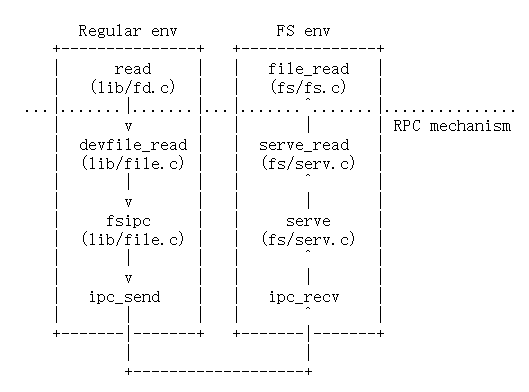 Regular env FS env
read file_read
(lib/fd.c) (fs/fs.c)
RPC mechanism
devfile_read serve_read
(lib/file.c) (fs/serv.c)
fsipc serve
(lib/file.c) (fs/serv.c)
ipc_send ipc_recv